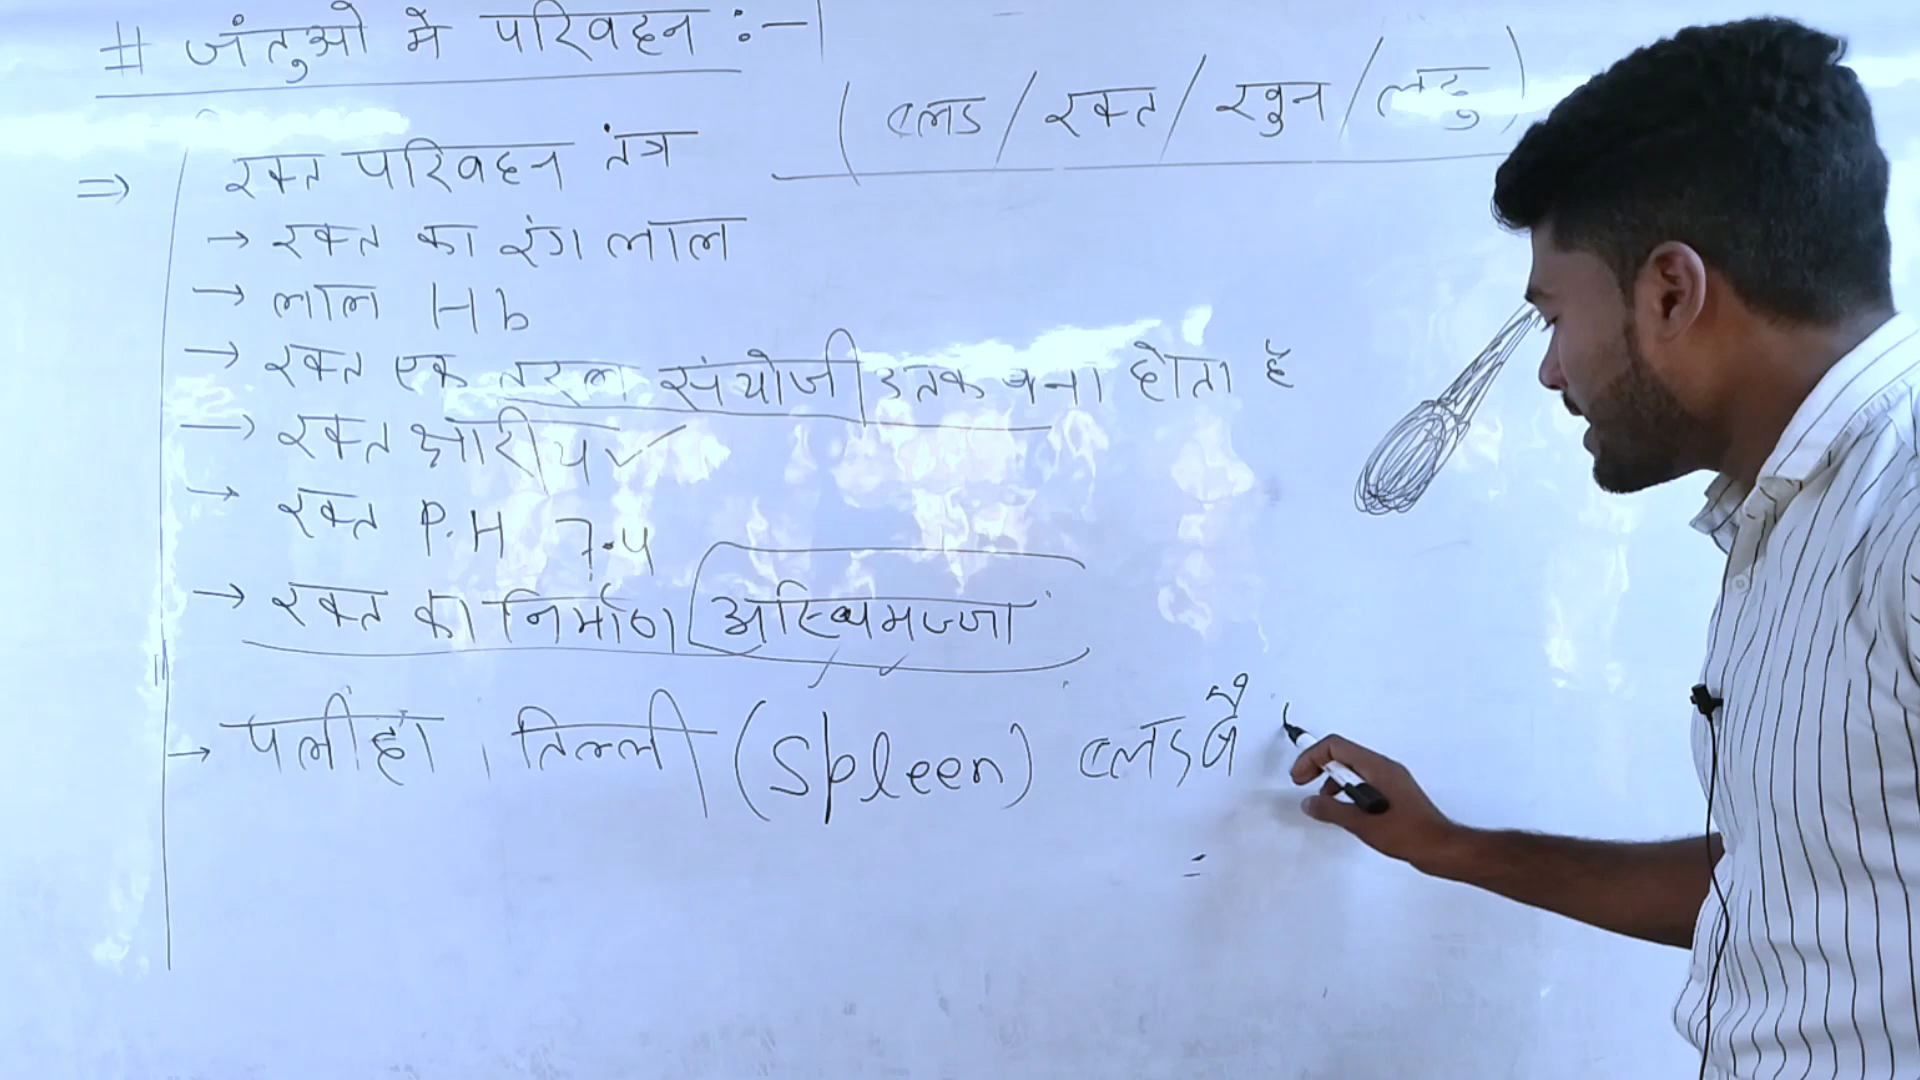 # जंतुओ मे परिवहन :-
(ब्लड / रक्त / खुन / लहु)
⇒ रक्त परिवहन तंत्र
→ रक्त का रंग लाल
→ लाल Hb
→ रक्त एक तरल संयोजी उतक बना होता है
→ रक्त क्षारीय ✓
→ रक्त P.H 7.4
→ रक्त का निर्माण अस्थिमज्जा
→ पलीहा, तिल्ली (Spleen) ब्लड बै